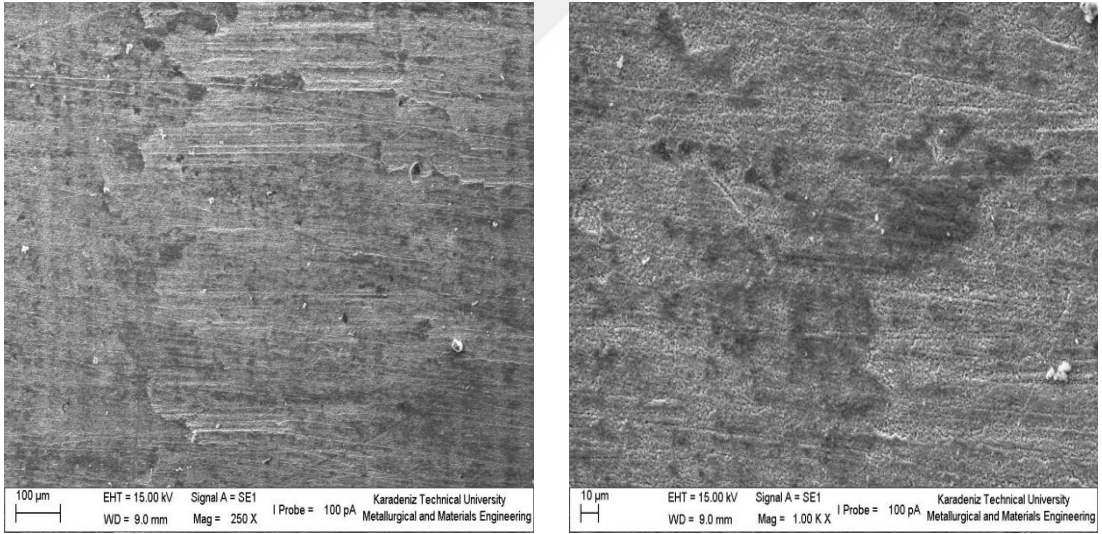 100 µm
EHT = 15.00 kV Signal A = SE1 I Probe = 100 pA Karadeniz Technical University
WD = 9.0 mm Mag = 250 X Metallurgical and Materials Engineering
10 µm
EHT = 15.00 kV Signal A = SE1 I Probe = 100 pA Karadeniz Technical University
WD = 9.0 mm Mag = 1.00 K X Metallurgical and Materials Engineering